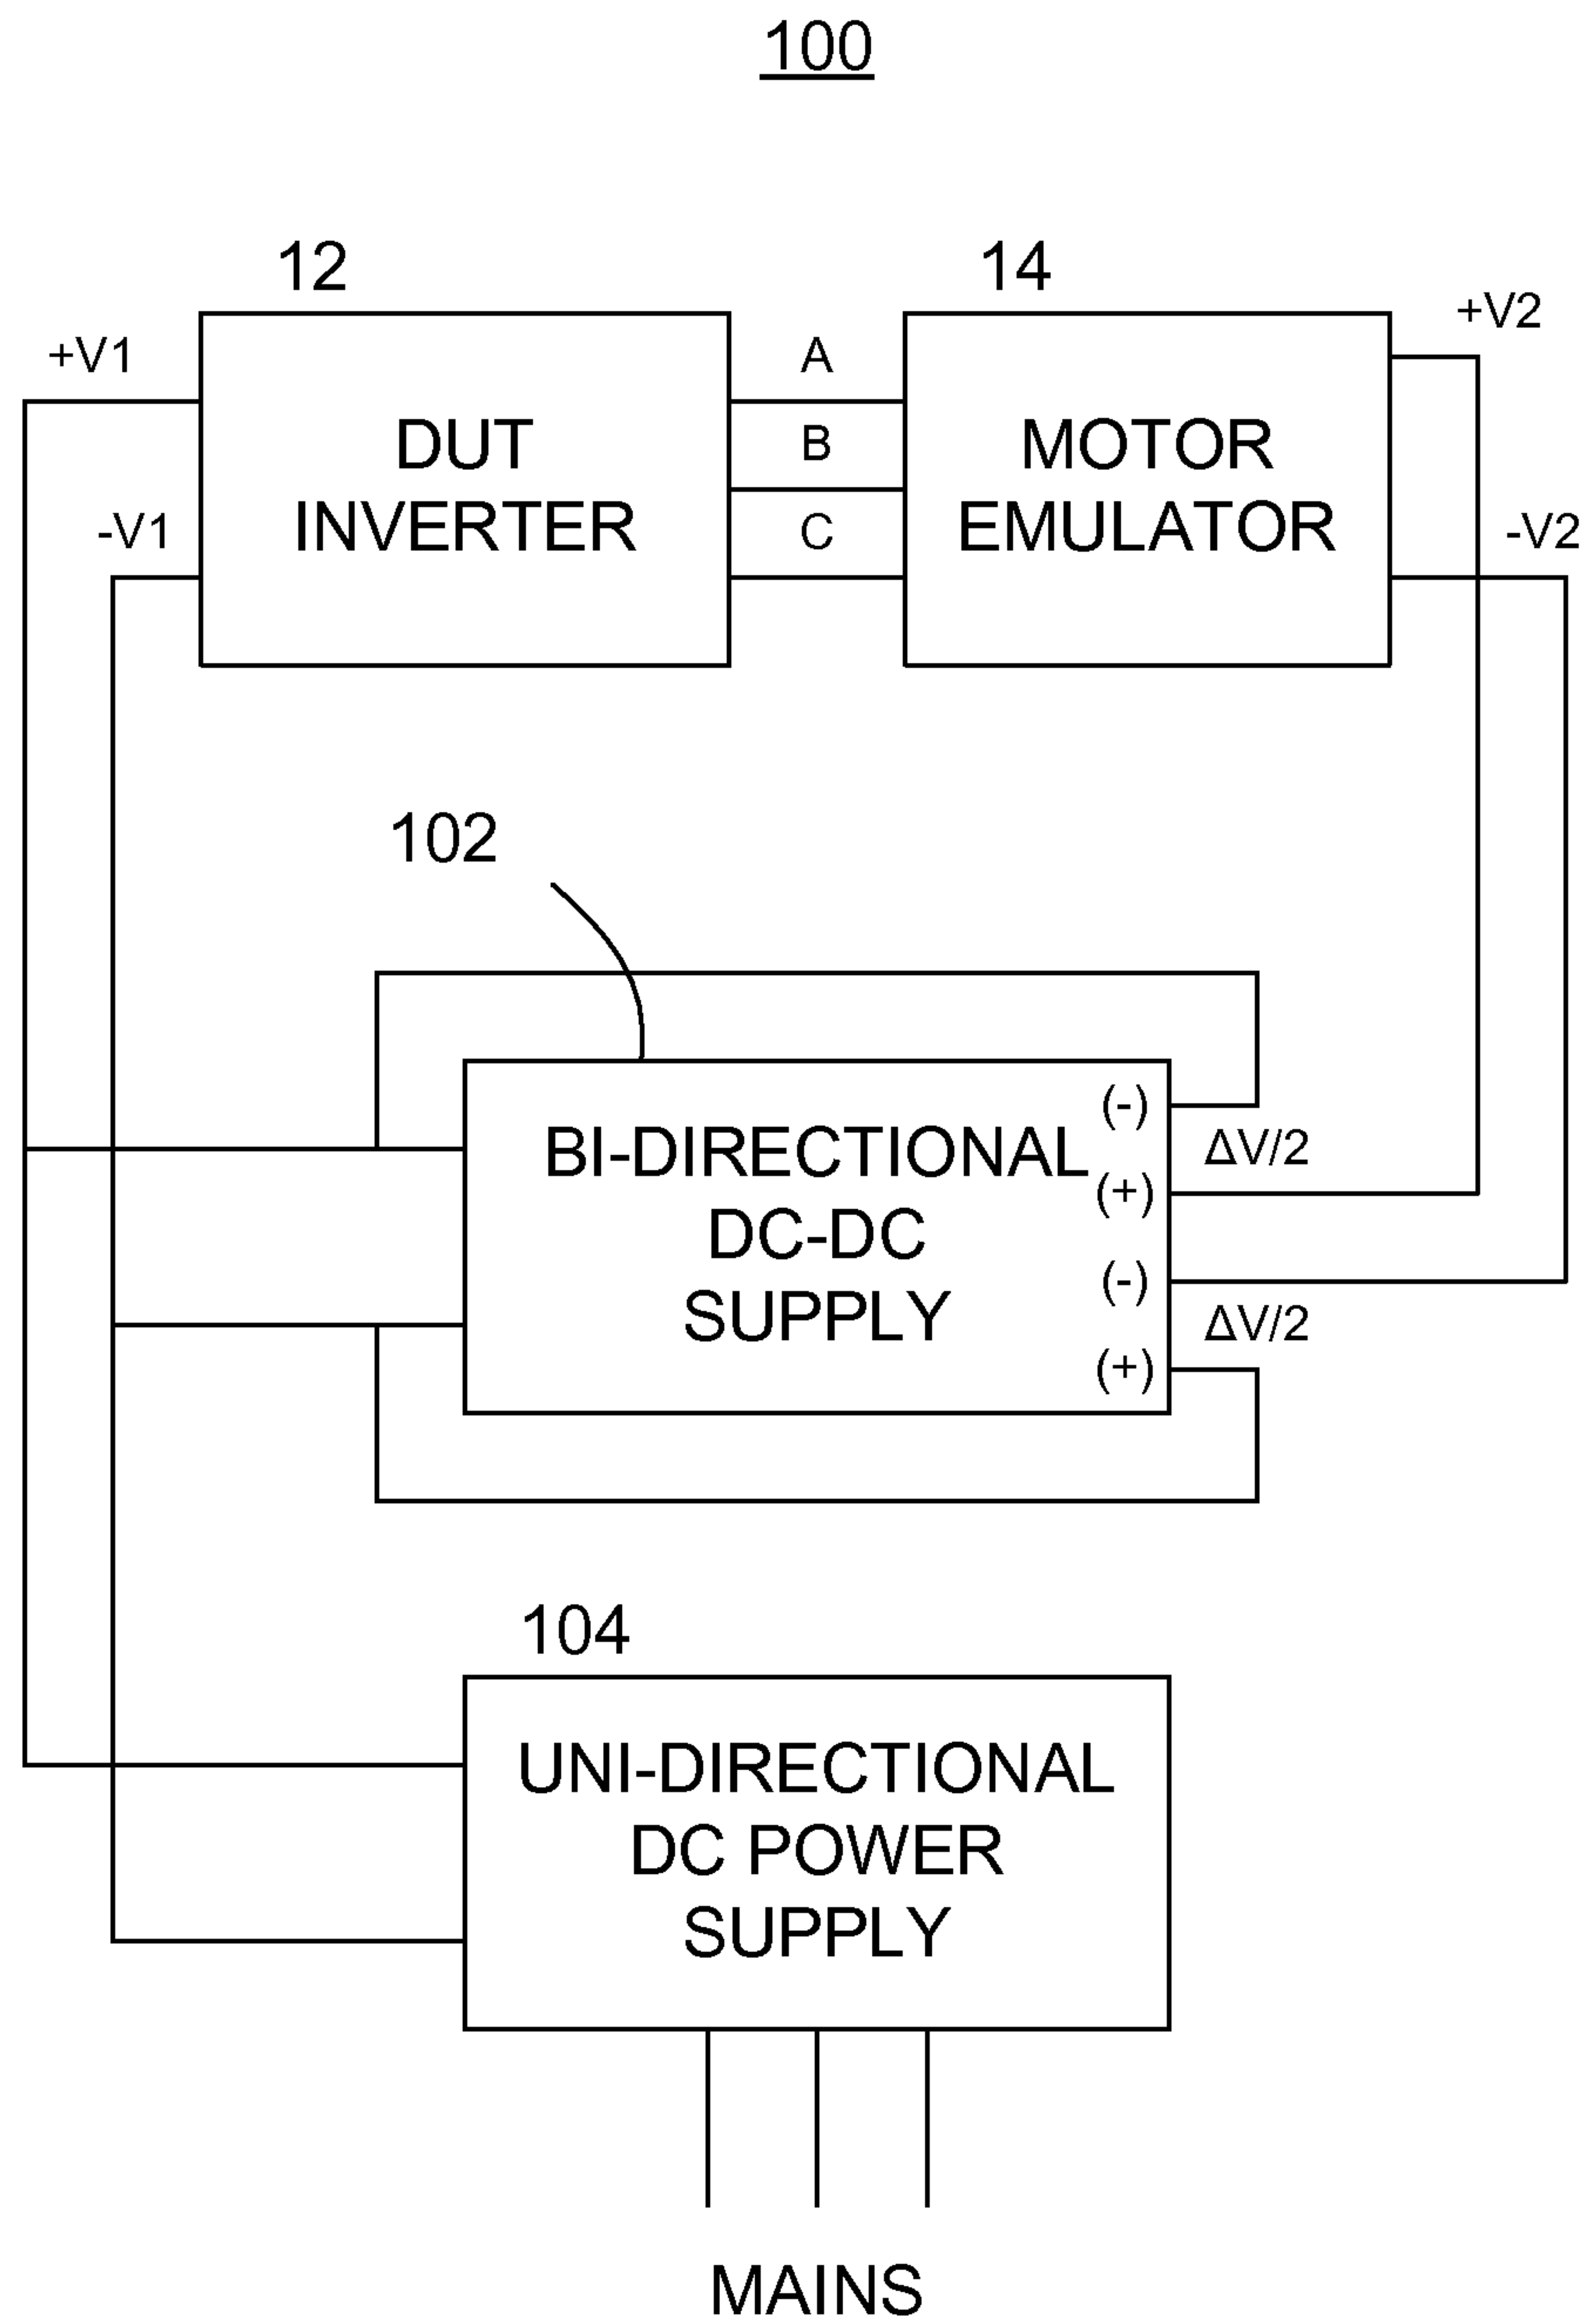 100
12
14
+V1
-V1
DUT
INVERTER
A
B
C
MOTOR
EMULATOR
+V2
-V2
102
BI-DIRECTIONAL
DC-DC
SUPPLY
(-)
ΔV/2
(+)
(-)
ΔV/2
(+)
104
UNI-DIRECTIONAL
DC POWER
SUPPLY
MAINS